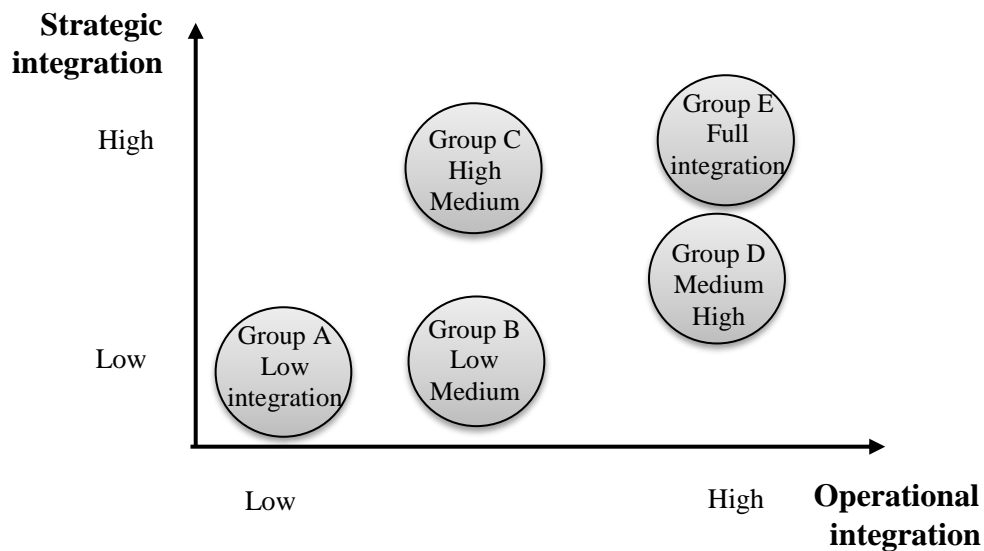 Strategic
integration
High
Group C
High
Medium
Group E
Full
integration
Group D
Medium
High
Low
Group A
Low
integration
Group B
Low
Medium
Low
High
Operational
integration